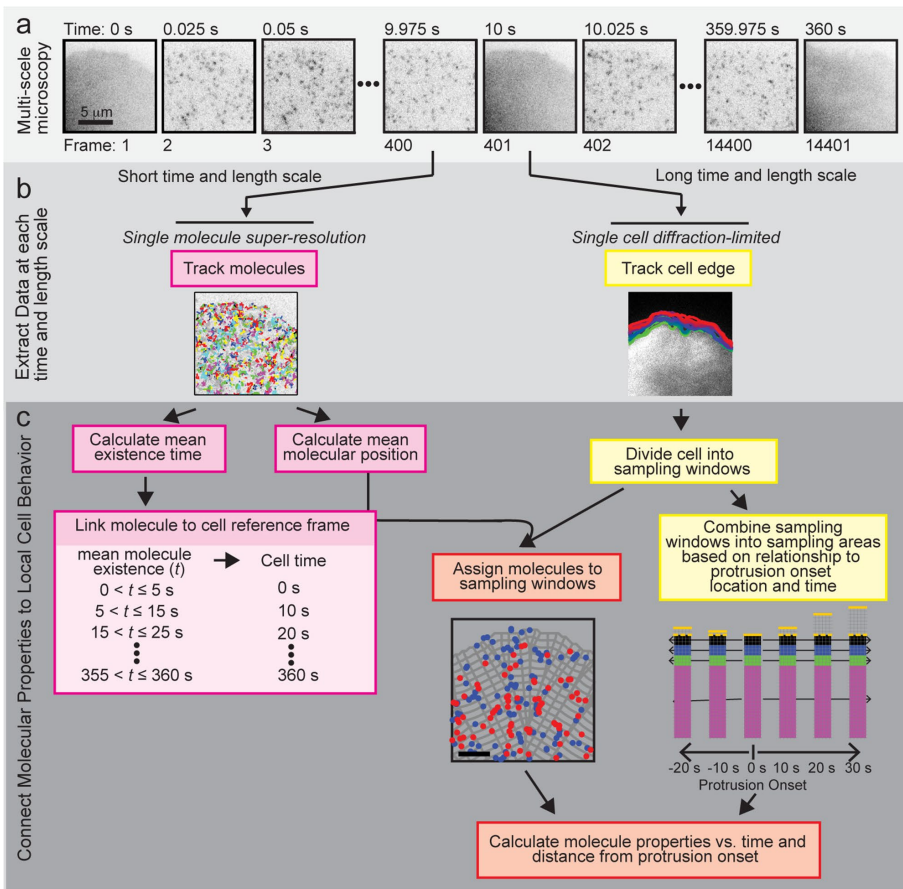 a
Time: 0 s 0.025 s 0.05 s 9.975 s 10 s 10.025 s 359.975 s 360 s
Multi-scele
microscopy
5 μm
Frame: 1 2 3 400 401 402 14400 14401
b
Extract Data at each
time and length scale
Short time and length scale
Long time and length scale
Single molecule super-resolution
Single cell diffraction-limited
Track molecules
Track cell edge
c
Connect Molecular Properties to Local Cell Behavior
Calculate mean
existence time
Calculate mean
molecular position
Divide cell into
sampling windows
Link molecule to cell reference frame
mean molecule
existence (t)
Cell time
0 < t ≤ 5 s 0s
5 < t ≤ 15 s 10 s
15 < t ≤ 25 s 20 s
355 < t ≤ 360 s 360 s
Assign molecules to
sampling windows
Combine sampling
windows into sampling areas
based on relationship to
protrusion onset
location and time
-20 s -10 s 0 s 10 s 20 s 30 s
Protrusion Onset
Calculate molecule properties vs. time and
distance from protrusion onset